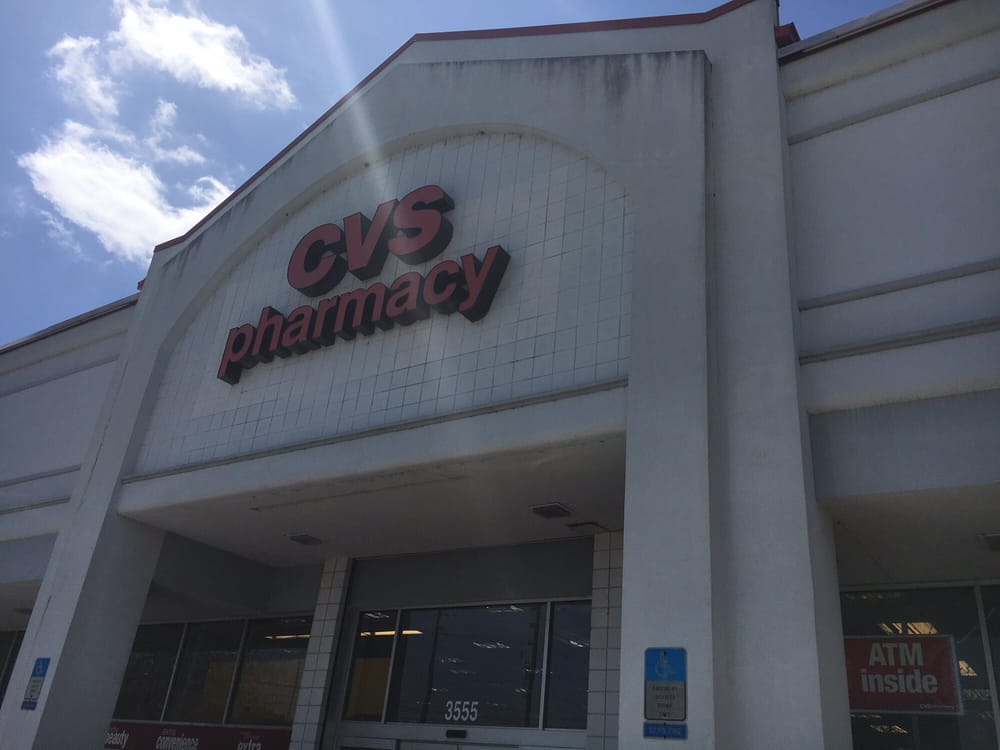 CVS
pharmacy
3555
ATM
inside
beauty
convenience
extra